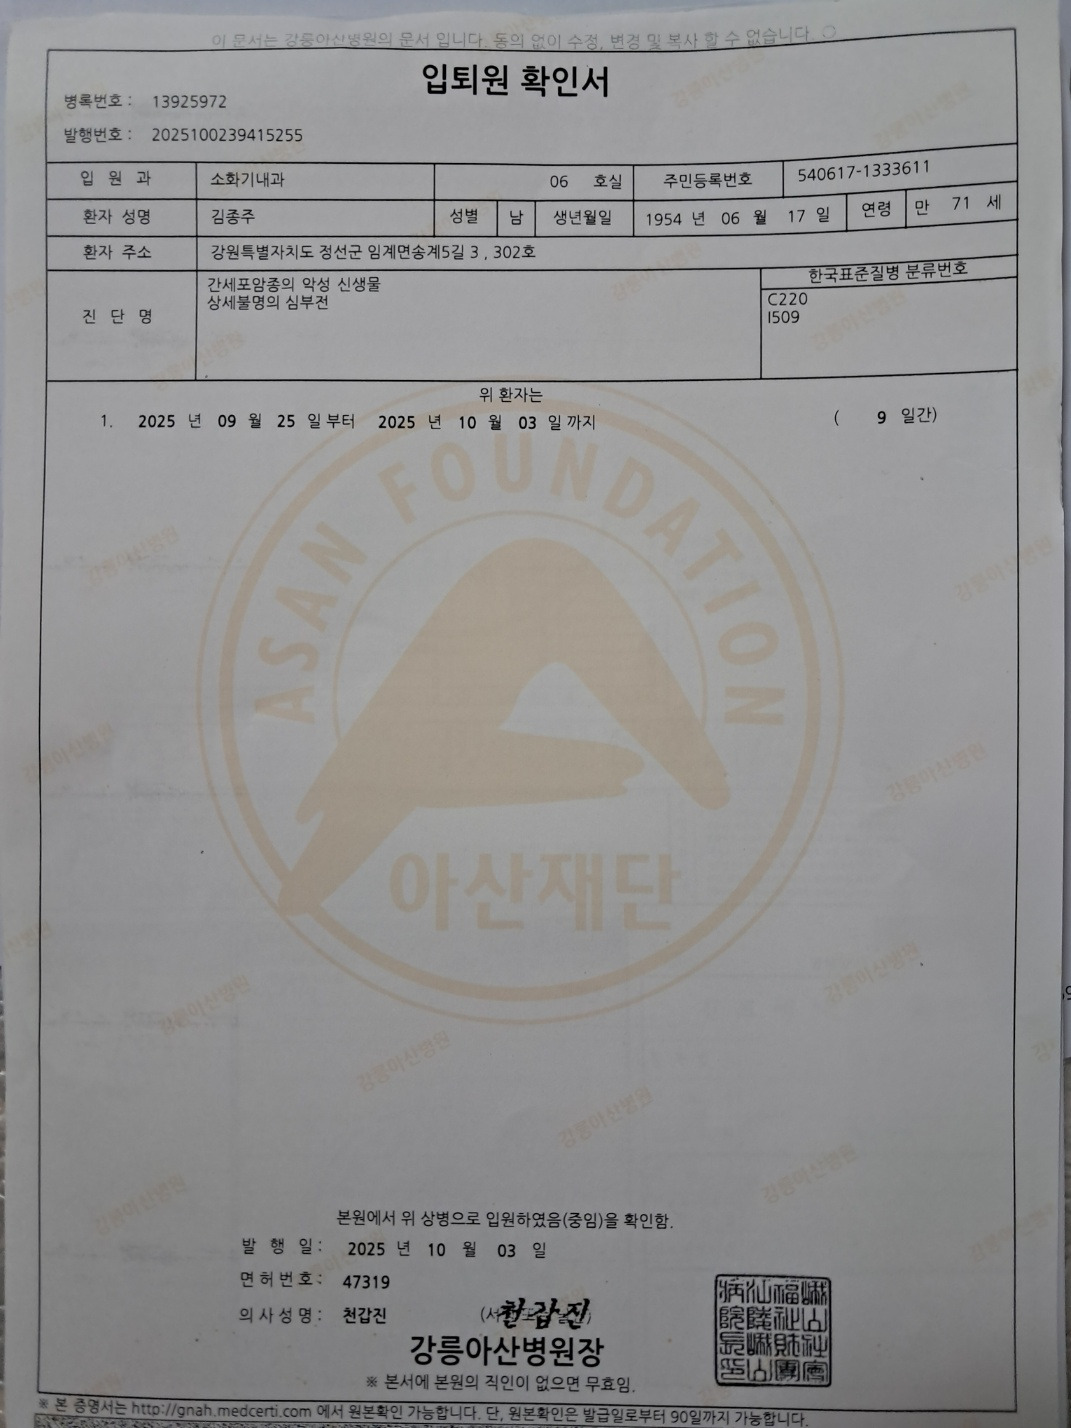 이 문서는 강릉아산병원의 문서 입니다. 동의 없이 수정, 변경 및 복사 할 수 없습니다.
입퇴원 확인서
병록번호 : 13925972
발행번호 : 2025100239415255
입 원 과 소화기내과 06 호실 주민등록번호 540617-1333611
환자 성명 김종주 성별 남 생년월일 1954 년 06 월 17 일 연령 만 71 세
환자 주소 강원특별자치도 정선군 임계면송계5길 3 , 302호
진 단 명 한국표준질병 분류번호
간세포암종의 악성 신생물 C220
상세불명의 심부전 I509
위 환자는
1. 2025 년 09 월 25 일 부터 2025 년 10 월 03 일 까지 ( 9 일간)
ASAN FOUNDATION
아산재단
본원에서 위 상병으로 입원하였음(중임)을 확인함.
발 행 일 : 2025 년 10 월 03 일
면허번호 : 47319
의사성명 : 천갑진 천갑진
강릉아산병원장
※ 본서에 본원의 직인이 없으면 무효임.
※ 본 증명서는 http://gnah.medcerti.com 에서 원본확인 가능합니다. 단, 원본확인은 발급일로부터 90일까지 가능합니다.
강릉아산병원